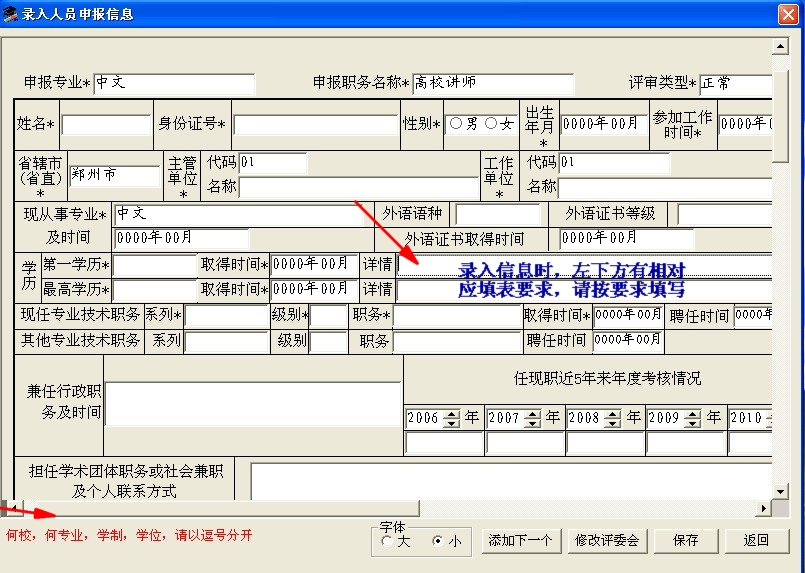 录入人员申报信息
申报专业* 中文 申报职务名称* 高校讲师 评审类型* 正常
姓名* 身份证号* 性别* 男 女 出生年月* 0000年00月 参加工作时间* 0000年0
省辖市(省直)* 郑州市 主管单位* 代码 01 名称 工作单位* 代码 01 名称
现从事专业* 中文 外语语种 外语证书等级
及时间 0000年00月 外语证书取得时间 0000年00月
学历 第一学历* 取得时间* 0000年00月 详情 录入信息时，左下方有相对
最高学历* 取得时间* 0000年00月 详情 应填表要求，请按要求填写
现任专业技术职务 系列* 级别* 职务* 取得时间* 0000年00月 聘任时间 0000年
其他专业技术职务 系列 级别 职务 聘任时间 0000年00月
兼任行政职务及时间 任现职近5年来年度考核情况
2006 年 2007 年 2008 年 2009 年 2010
担任学术团体职务或社会兼职
及个人联系方式
何校，何专业，学制，学位，请以逗号分开
字体 大 小 添加下一个 修改评委会 保存 返回